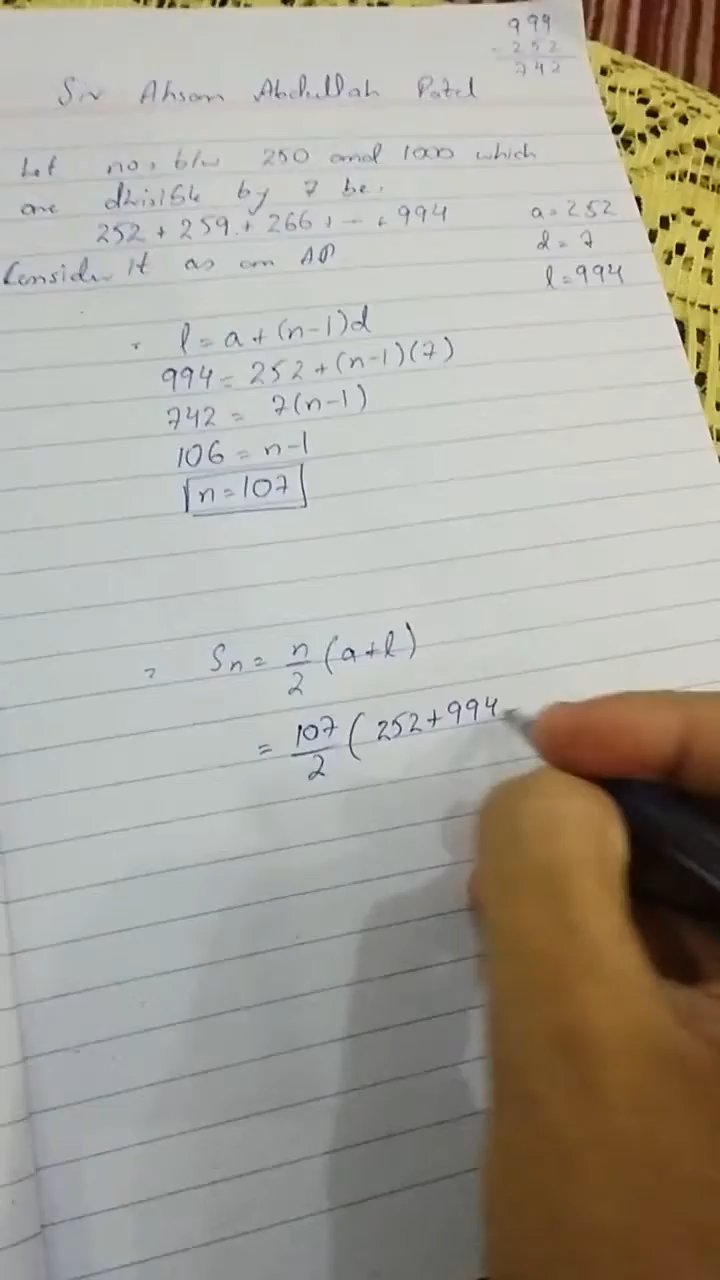 999
- 252
742
Sir Ahsan Abdullah Patel
Let no. b/w 250 and 1000 which
are divisible by 7 be.
252 + 259 + 266 + --- + 994
a = 252
d = 7
l = 994
Consider it as an AP
l = a + (n-1)d
994 = 252 + (n-1)(7)
742 = 7(n-1)
106 = n-1
n = 107
Sn = n/2 (a+l)
= 107/2 ( 252 + 994